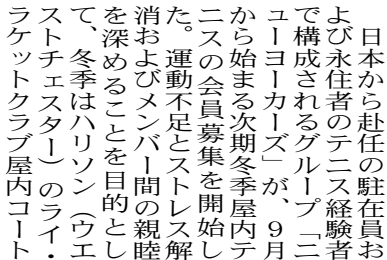 日本から赴任の駐在員お
よび永住者のテニス経験者
で構成されるグループ「ニ
ューヨーカーズ」が、９月
から始まる次期冬季屋内テ
ニスの会員募集を開始し
た。運動不足とストレス解
消およびメンバー間の親睦
を深めることを目的とし
て、冬季はハリソン（ウエ
ストチェスター）のライ・
ラケットクラブ屋内コート